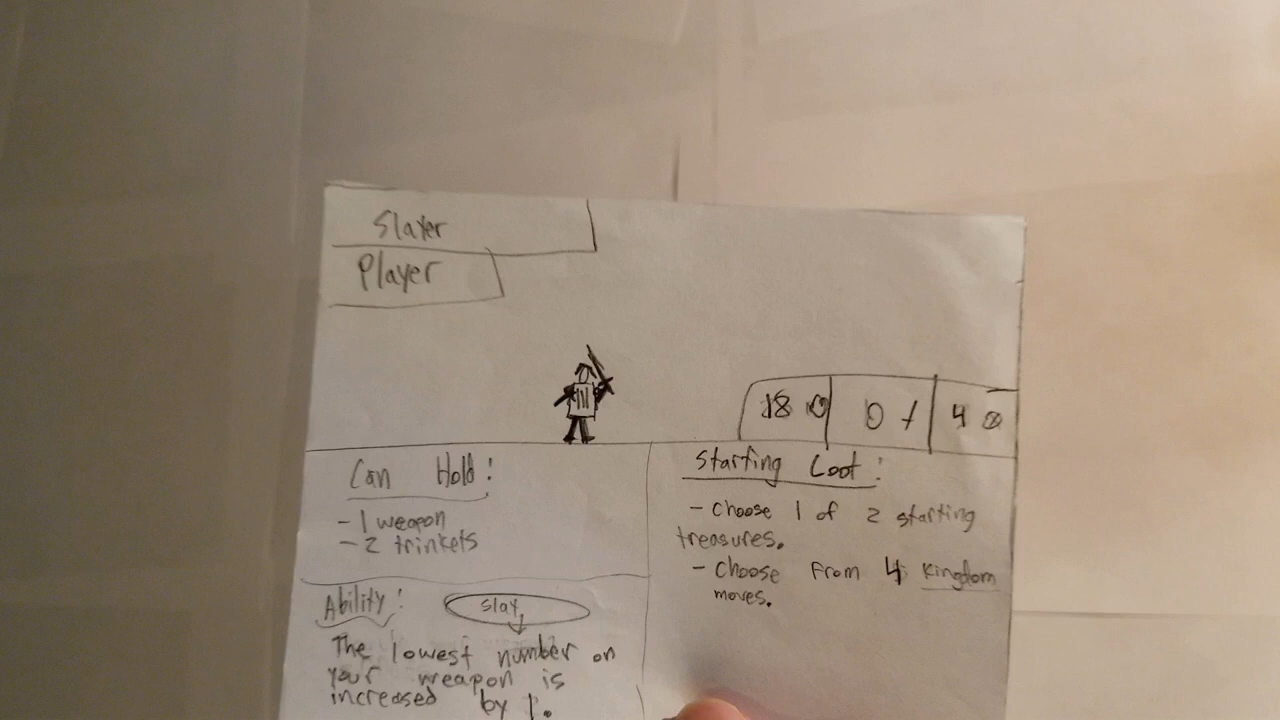 Slayer
Player
18 0 / 4
Can Hold:
- 1 weapon
- 2 trinkets
Starting Loot:
- Choose 1 of 2 starting
treasures.
- Choose from 4 Kingdom
moves.
Ability:
Slay
The lowest number on
your weapon is
increased by 1.